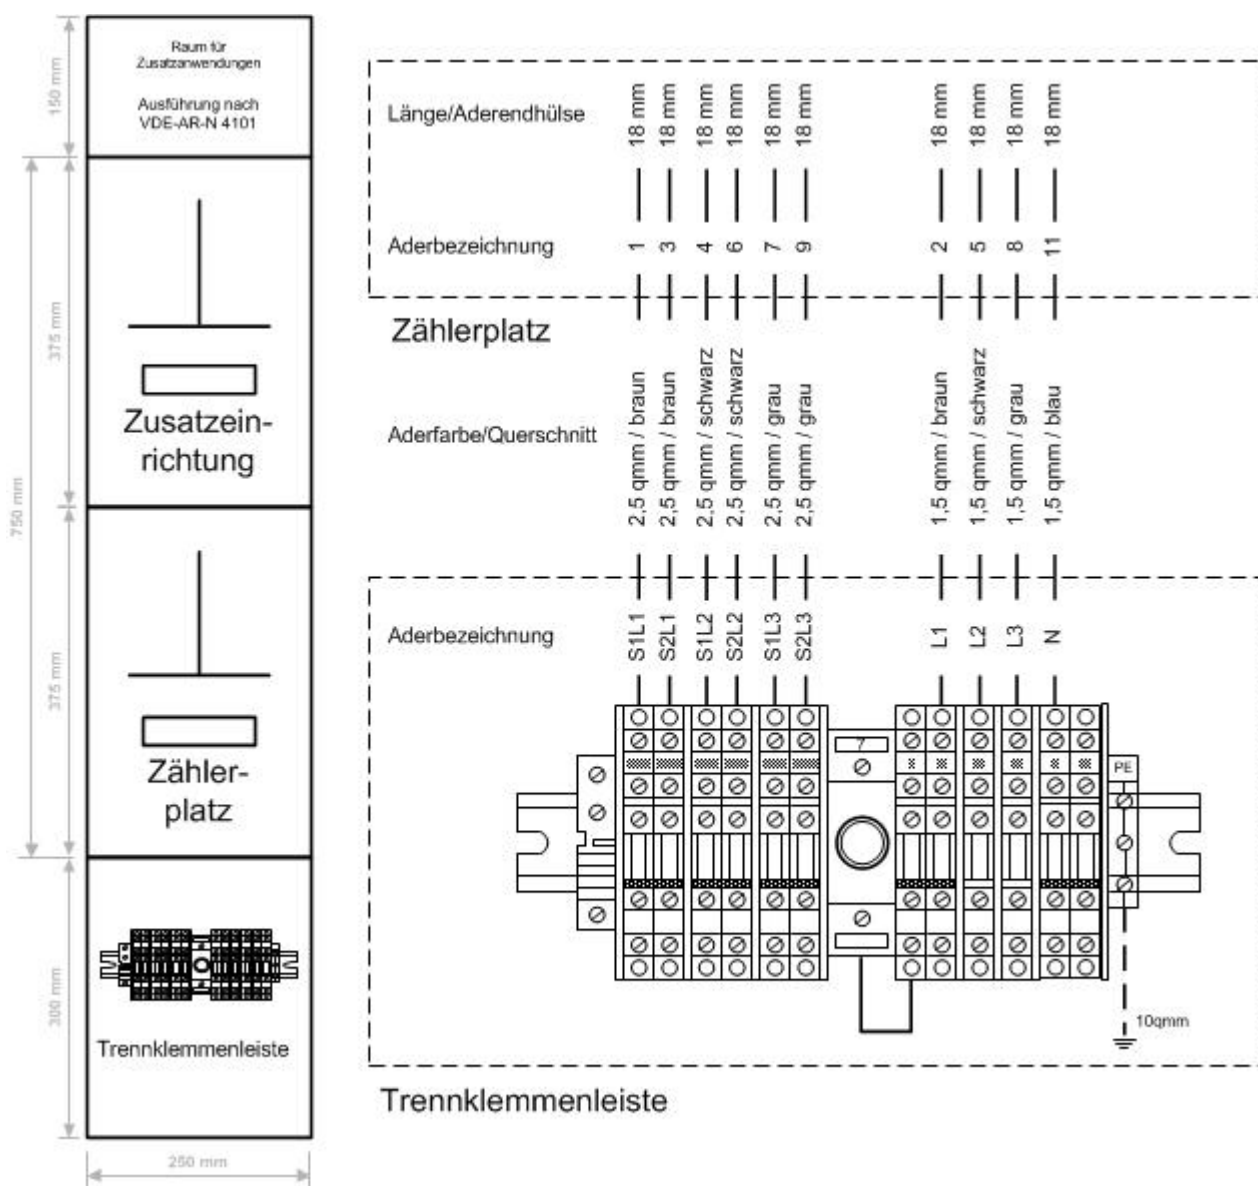 150 mm
Raum für
Zusatzanwendungen
Ausführung nach
VDE-AR-N 4101
750 mm
375 mm
Zusatzein-
richtung
375 mm
Zähler-
platz
300 mm
Trennklemmenleiste
250 mm
Länge/Aderendhülse
18 mm 18 mm 18 mm 18 mm 18 mm 18 mm 18 mm 18 mm 18 mm 18 mm
Aderbezeichnung
1 3 4 6 7 9 2 5 8 11
Zählerplatz
Aderfarbe/Querschnitt
2,5 qmm / braun
2,5 qmm / braun
2,5 qmm / schwarz
2,5 qmm / schwarz
2,5 qmm / grau
2,5 qmm / grau
1,5 qmm / braun
1,5 qmm / schwarz
1,5 qmm / grau
1,5 qmm / blau
Aderbezeichnung
S1L1 S2L1 S1L2 S2L2 S1L3 S2L3 L1 L2 L3 N
7
PE
10qmm
Trennklemmenleiste